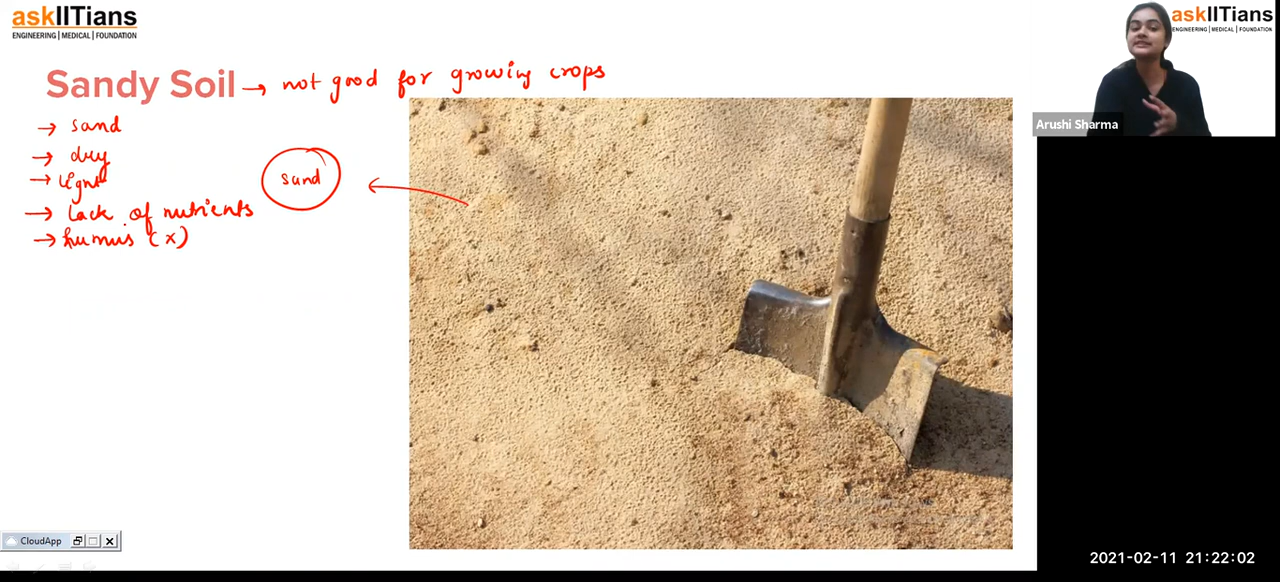 askIITians
ENGINEERING | MEDICAL | FOUNDATION
askIITians
ENGINEERING | MEDICAL | FOUNDATION
Sandy Soil → not good for growing crops
→ sand
→ dry
→ light
sand
→ lack of nutrients
→ humus (x)
Arushi Sharma
CloudApp
2021-02-11 21:22:02